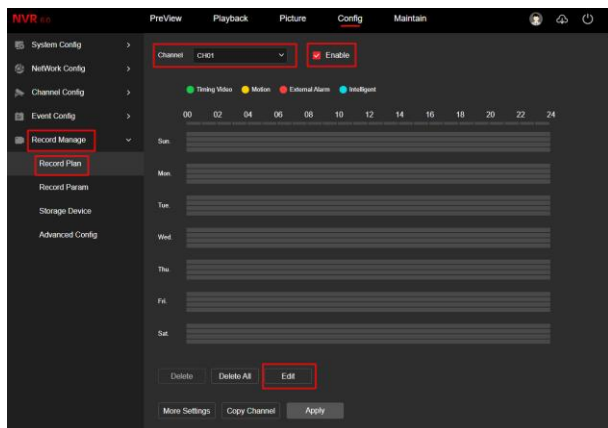 NVR 4.0 PreView Playback Picture Config Maintain
System Config
NetWork Config
Channel Config
Event Config
Record Manage
Record Plan
Record Param
Storage Device
Advanced Config
Channel CH01 Enable
Timing Video Motion External Alarm Intelligent
00 02 04 06 08 10 12 14 16 18 20 22 24
Sun.
Mon.
Tue.
Wed.
Thu.
Fri.
Sat.
Delete Delete All Edit
More Settings Copy Channel Apply